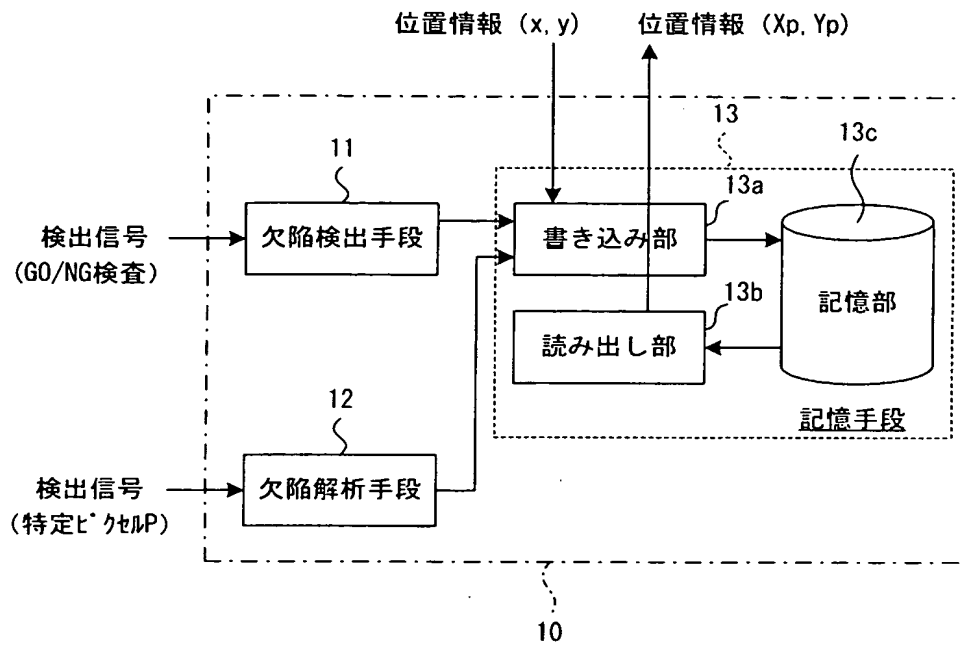 位置情報 (x, y)
位置情報 (Xp, Yp)
13
13c
11
13a
検出信号
(GO/NG検査)
欠陥検出手段
書き込み部
記憶部
13b
読み出し部
12
記憶手段
検出信号
(特定ﾋﾟｸｾﾙP)
欠陥解析手段
10